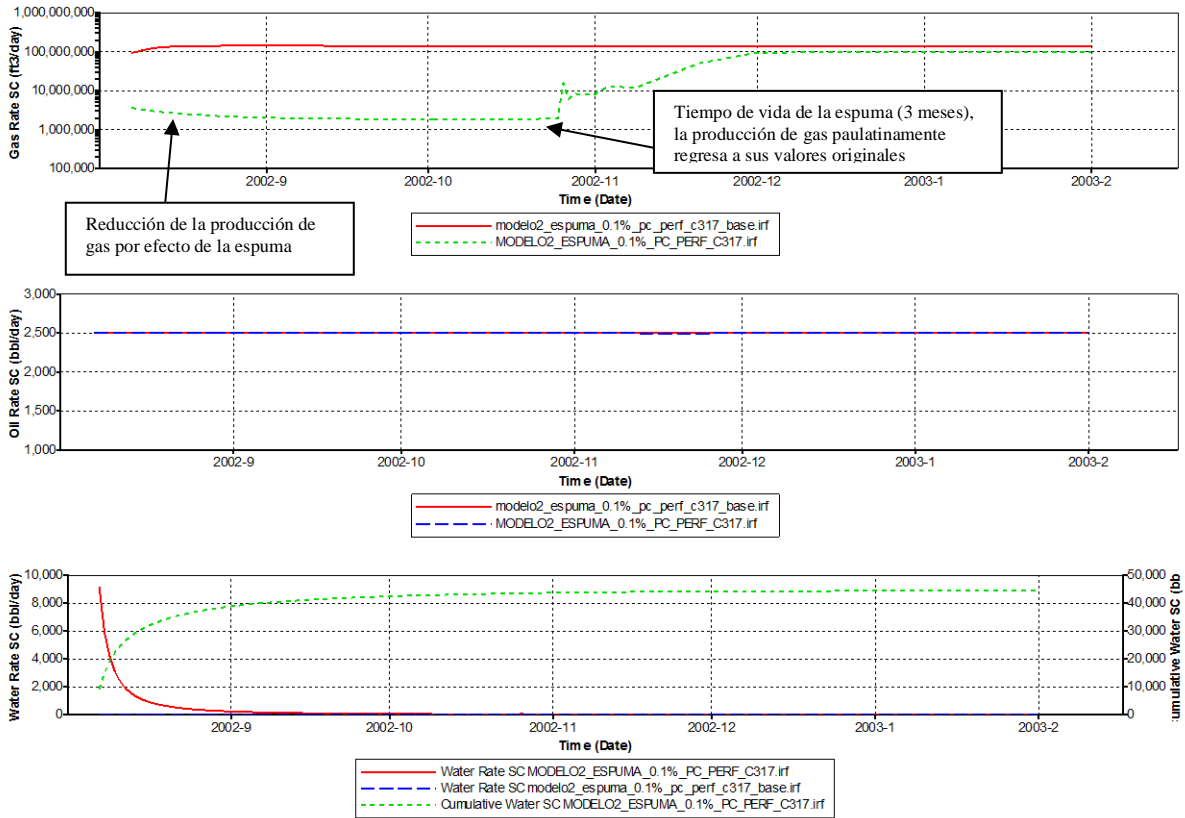 1,000,000,000
100,000,000
10,000,000
1,000,000
100,000
Gas Rate SC (ft3/day)
2002-9 2002-10 2002-11 2002-12 2003-1 2003-2
Time (Date)
Tiempo de vida de la espuma (3 meses),
la producción de gas paulatinamente
regresa a sus valores originales
Reducción de la producción de
gas por efecto de la espuma
modelo2_espuma_0.1%_pc_perf_c317_base.irf
MODELO2_ESPUMA_0.1%_PC_PERF_C317.irf
3,000
2,500
2,000
1,500
1,000
Oil Rate SC (bbl/day)
2002-9 2002-10 2002-11 2002-12 2003-1 2003-2
Time (Date)
modelo2_espuma_0.1%_pc_perf_c317_base.irf
MODELO2_ESPUMA_0.1%_PC_PERF_C317.irf
10,000
8,000
6,000
4,000
2,000
0
Water Rate SC (bbl/day)
50,000
40,000
30,000
20,000
10,000
0
umulative Water SC (bb
2002-9 2002-10 2002-11 2002-12 2003-1 2003-2
Time (Date)
Water Rate SC MODELO2_ESPUMA_0.1%_PC_PERF_C317.irf
Water Rate SC modelo2_espuma_0.1%_pc_perf_c317_base.irf
Cumulative Water SC MODELO2_ESPUMA_0.1%_PC_PERF_C317.irf